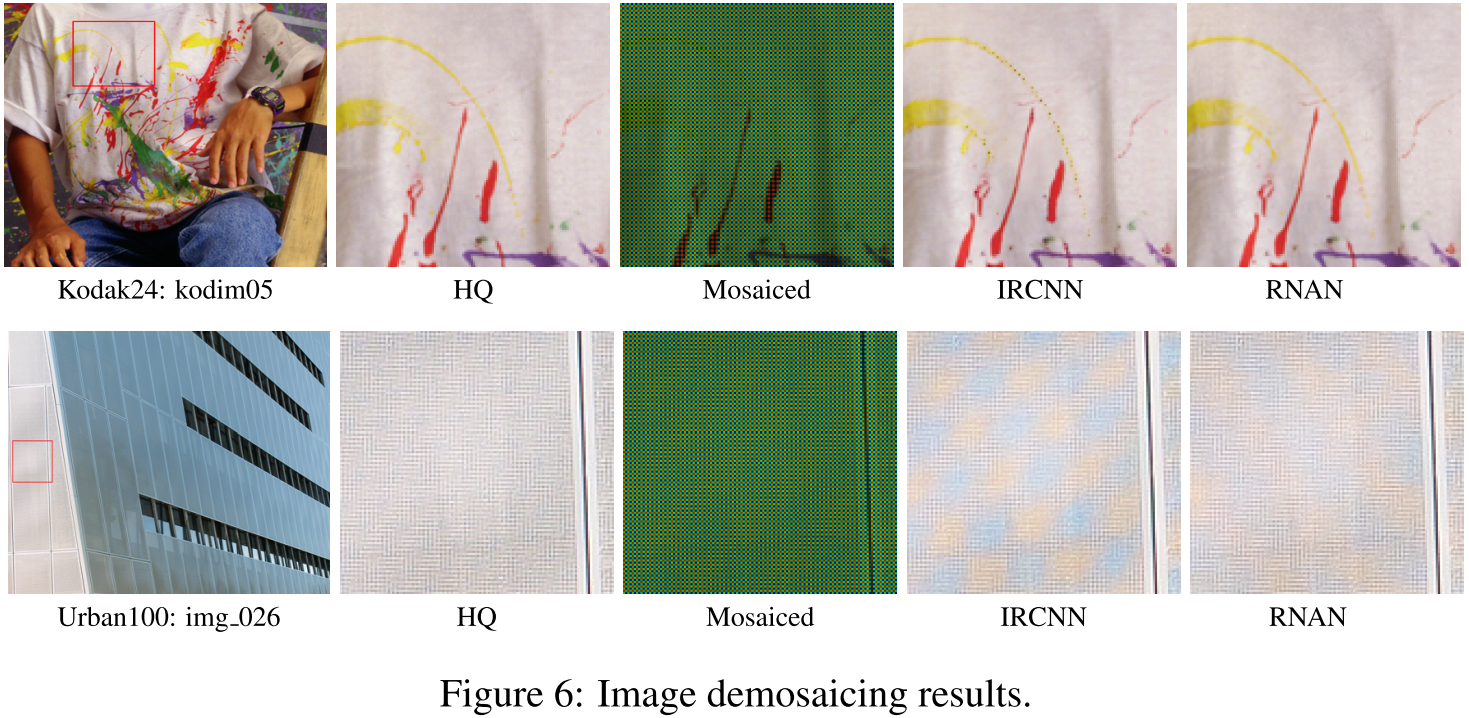 Kodak24: kodim05 HQ Mosaiced IRCNN RNAN
Urban100: img_026 HQ Mosaiced IRCNN RNAN
Figure 6: Image demosaicing results.